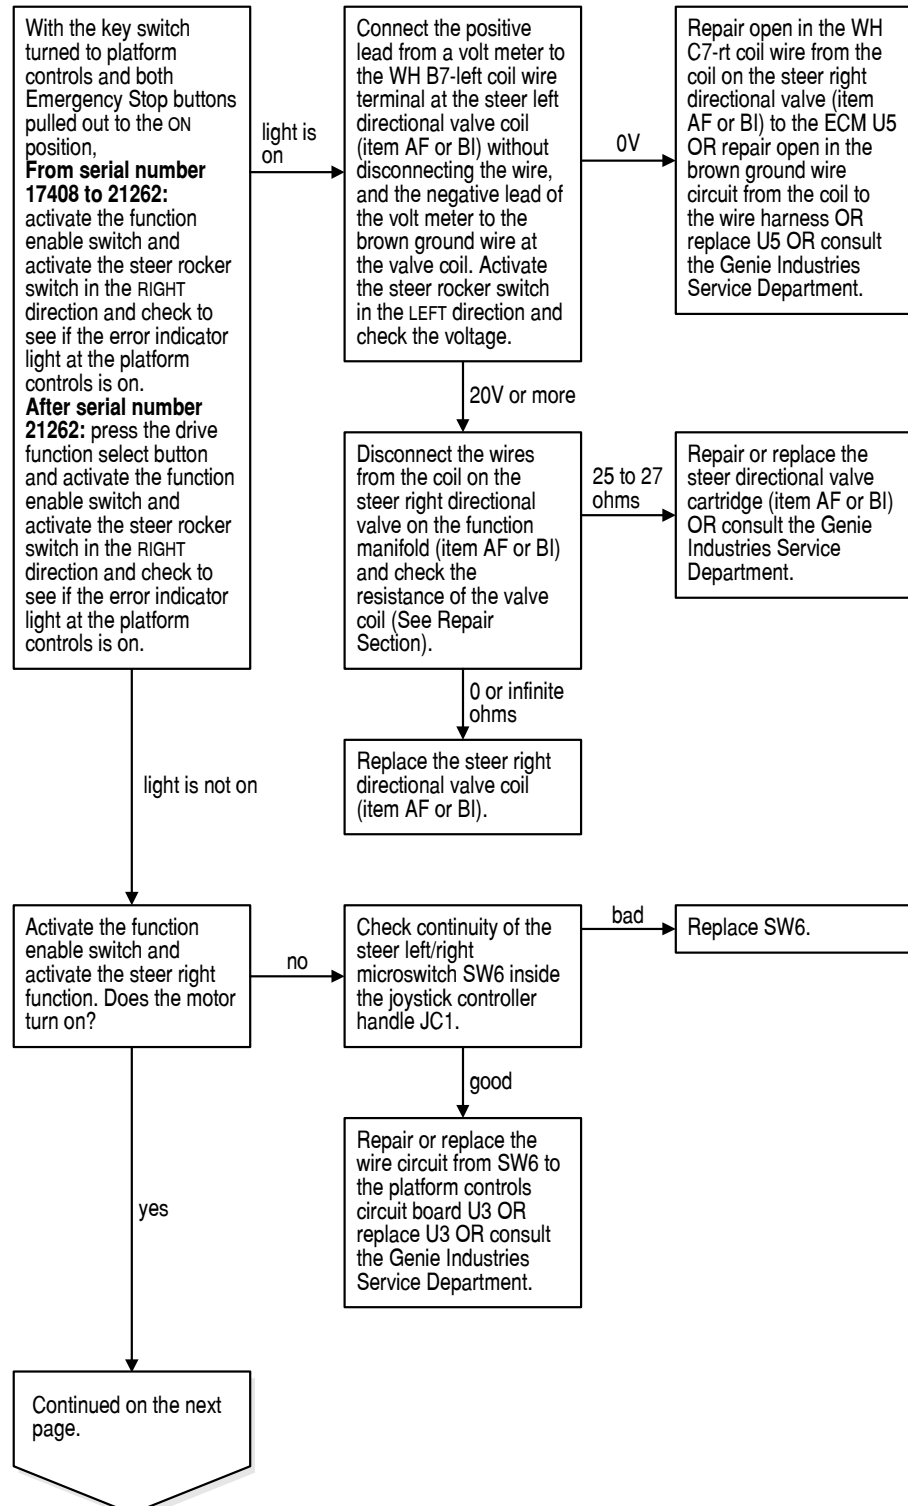 With the key switch
turned to platform
controls and both
Emergency Stop buttons
pulled out to the ON
position,
From serial number
17408 to 21262:
activate the function
enable switch and
activate the steer rocker
switch in the RIGHT
direction and check to
see if the error indicator
light at the platform
controls is on.
After serial number
21262: press the drive
function select button
and activate the function
enable switch and
activate the steer rocker
switch in the RIGHT
direction and check to
see if the error indicator
light at the platform
controls is on.
light is
on
Connect the positive
lead from a volt meter to
the WH B7-left coil wire
terminal at the steer left
directional valve coil
(item AF or BI) without
disconnecting the wire,
and the negative lead of
the volt meter to the
brown ground wire at
the valve coil. Activate
the steer rocker switch
in the LEFT direction and
check the voltage.
0V
Repair open in the WH
C7-rt coil wire from the
coil on the steer right
directional valve (item
AF or BI) to the ECM U5
OR repair open in the
brown ground wire
circuit from the coil to
the wire harness OR
replace U5 OR consult
the Genie Industries
Service Department.
20V or more
Disconnect the wires
from the coil on the
steer right directional
valve on the function
manifold (item AF or BI)
and check the
resistance of the valve
coil (See Repair
Section).
25 to 27
ohms
Repair or replace the
steer directional valve
cartridge (item AF or BI)
OR consult the Genie
Industries Service
Department.
0 or infinite
ohms
Replace the steer right
directional valve coil
(item AF or BI).
light is not on
Activate the function
enable switch and
activate the steer right
function. Does the motor
turn on?
no
Check continuity of the
steer left/right
microswitch SW6 inside
the joystick controller
handle JC1.
bad
Replace SW6.
good
Repair or replace the
wire circuit from SW6 to
the platform controls
circuit board U3 OR
replace U3 OR consult
the Genie Industries
Service Department.
yes
Continued on the next
page.